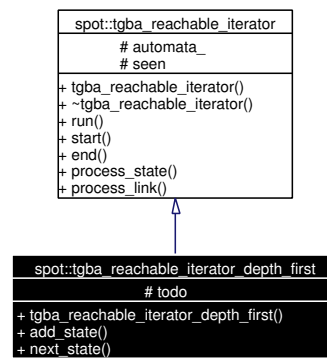 spot::tgba_reachable_iterator
# automata_
# seen
+ tgba_reachable_iterator()
+ ~tgba_reachable_iterator()
+ run()
+ start()
+ end()
+ process_state()
+ process_link()
spot::tgba_reachable_iterator_depth_first
# todo
+ tgba_reachable_iterator_depth_first()
+ add_state()
+ next_state()